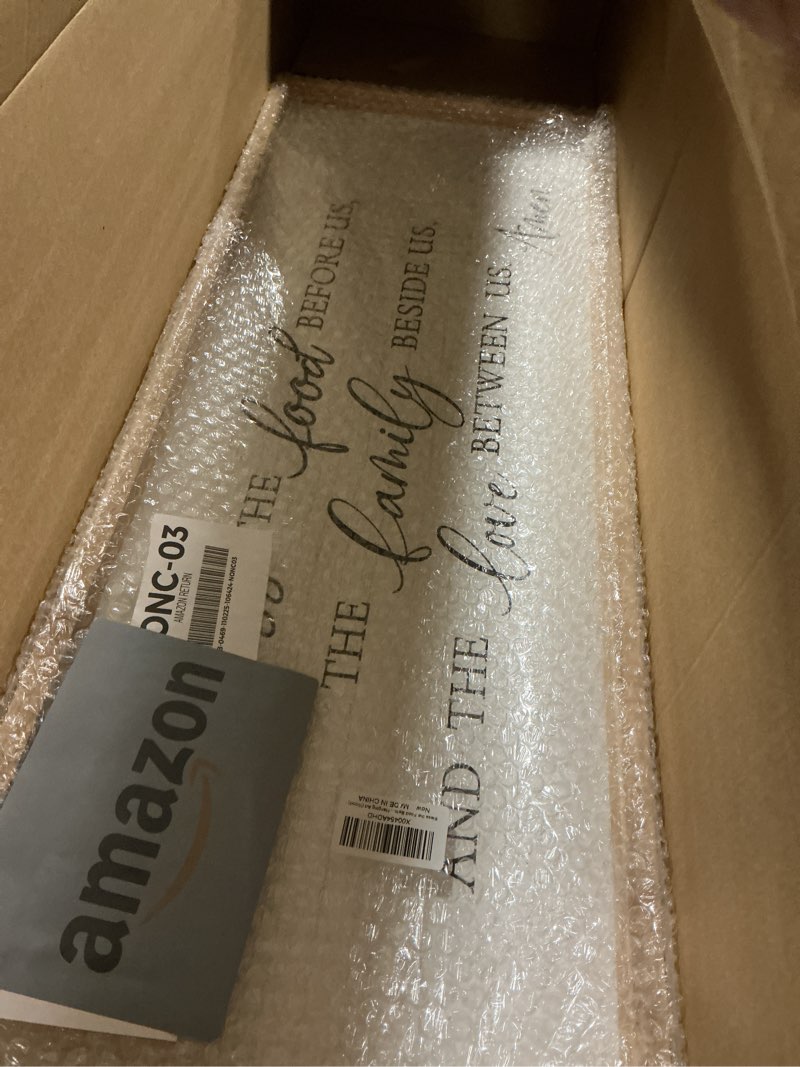 THE food BEFORE US,
THE family BESIDE US,
AND THE love BETWEEN US. Amen
ONC-03
AMAZON RETURN
amazon
X00454AOHD
New MADE IN CHINA